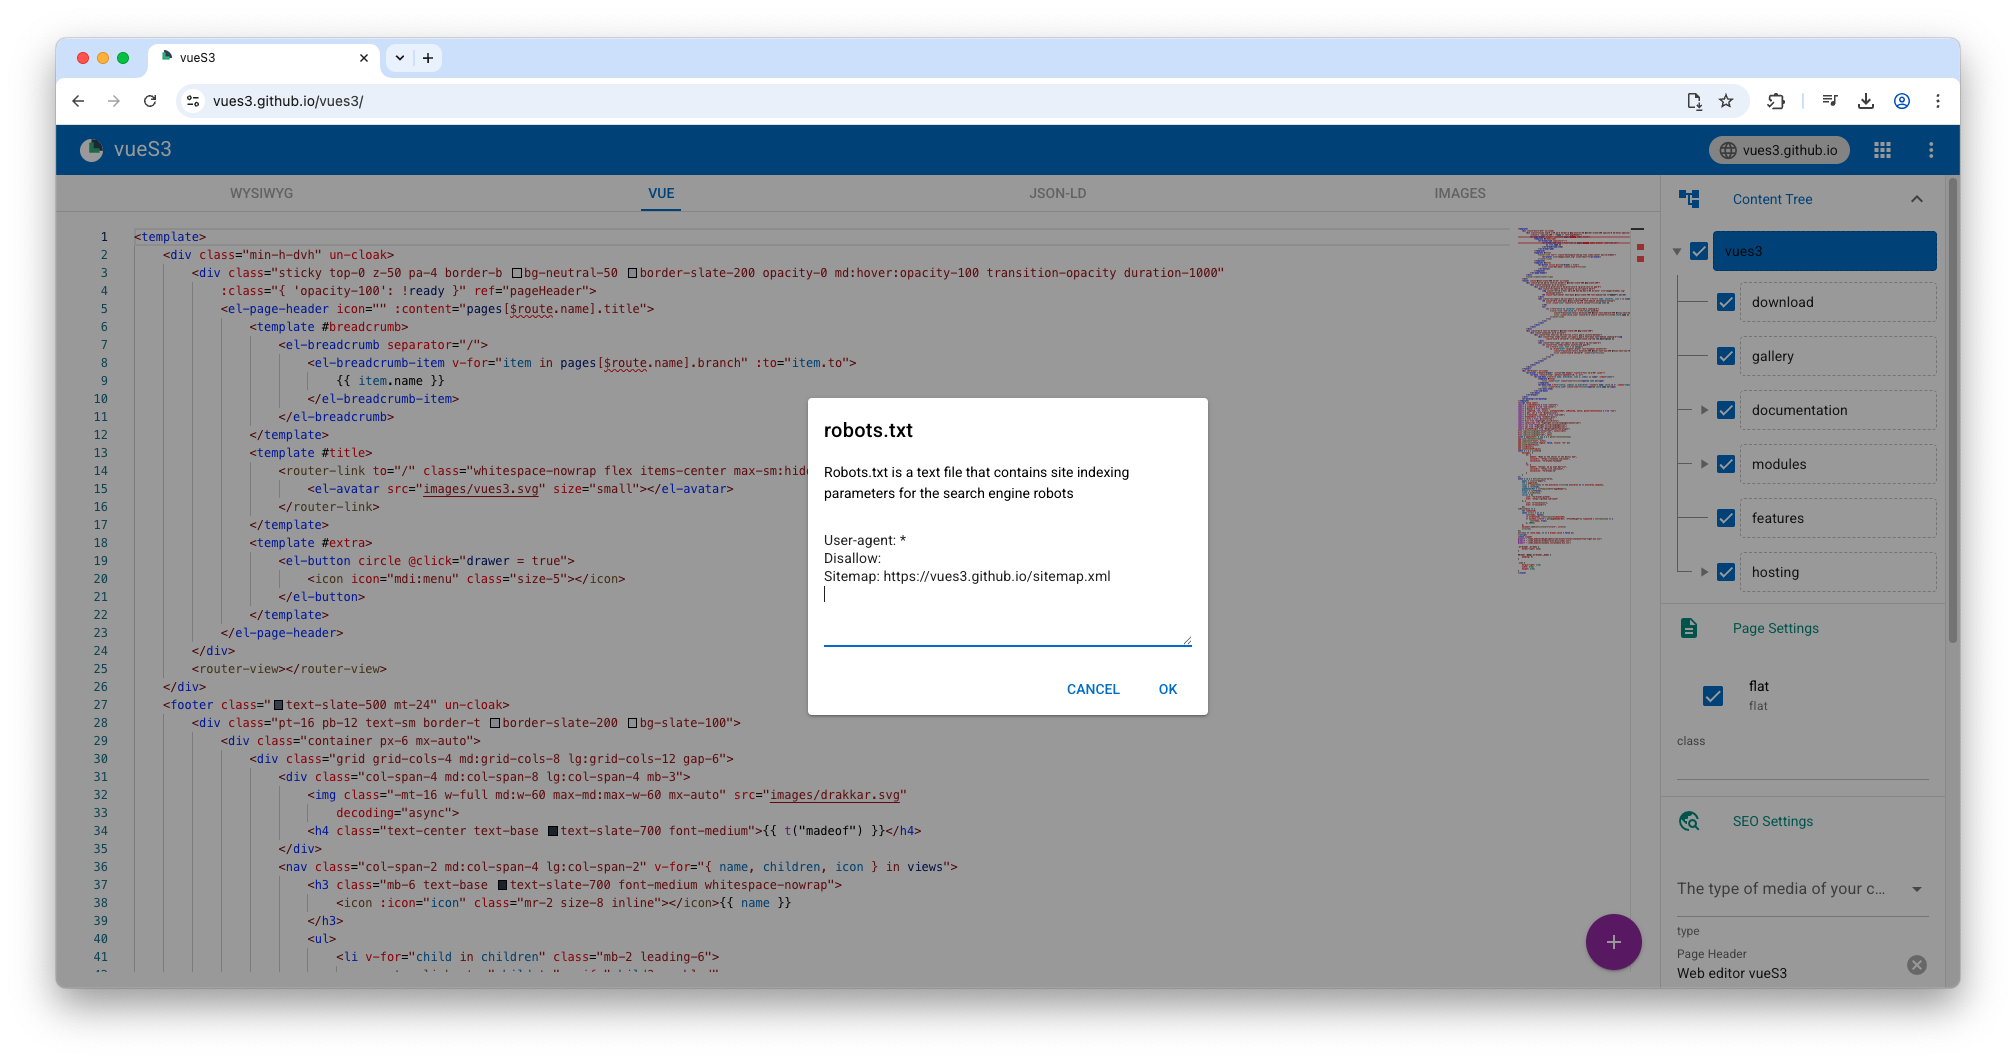 vueS3
vues3.github.io/vues3/
vueS3
vues3.github.io
WYSIWYG
VUE
JSON-LD
IMAGES
1 <template>
2 <div class="min-h-dvh" un-cloak>
3 <div class="sticky top-0 z-50 pa-4 border-b bg-neutral-50 border-slate-200 opacity-0 md:hover:opacity-100 transition-opacity duration-1000"
4 :class="{ 'opacity-100': !ready }" ref="pageHeader">
5 <el-page-header icon="" :content="pages[$route.name].title">
6 <template #breadcrumb>
7 <el-breadcrumb separator="/">
8 <el-breadcrumb-item v-for="item in pages[$route.name].branch" :to="item.to">
9 {{ item.name }}
10 </el-breadcrumb-item>
11 </el-breadcrumb>
12 </template>
13 <template #title>
14 <router-link to="/" class="whitespace-nowrap flex items-center max-sm:hid
15 <el-avatar src="images/vues3.svg" size="small"></el-avatar>
16 </router-link>
17 </template>
18 <template #extra>
19 <el-button circle @click="drawer = true">
20 <icon icon="mdi:menu" class="size-5"></icon>
21 </el-button>
22 </template>
23 </el-page-header>
24 </div>
25 <router-view></router-view>
26 </div>
27 <footer class="text-slate-500 mt-24" un-cloak>
28 <div class="pt-16 pb-12 text-sm border-t border-slate-200 bg-slate-100">
29 <div class="container px-6 mx-auto">
30 <div class="grid grid-cols-4 md:grid-cols-8 lg:grid-cols-12 gap-6">
31 <div class="col-span-4 md:col-span-8 lg:col-span-4 mb-3">
32 <img class="-mt-16 w-full md:w-60 max-md:max-w-60 mx-auto" src="images/drakkar.svg"
33 decoding="async">
34 <h4 class="text-center text-base text-slate-700 font-medium">{{ t("madeof") }}</h4>
35 </div>
36 <nav class="col-span-2 md:col-span-4 lg:col-span-2" v-for="{ name, children, icon } in views">
37 <h3 class="mb-6 text-base text-slate-700 font-medium whitespace-nowrap">
38 <icon :icon="icon" class="mr-2 size-8 inline"></icon>{{ name }}
39 </h3>
40 <ul>
41 <li v-for="child in children" class="mb-2 leading-6">
robots.txt
Robots.txt is a text file that contains site indexing
parameters for the search engine robots
User-agent: *
Disallow:
Sitemap: https://vues3.github.io/sitemap.xml
CANCEL
OK
Content Tree
vues3
download
gallery
documentation
modules
features
hosting
Page Settings
flat
flat
class
SEO Settings
The type of media of your c...
type
Page Header
Web editor vueS3